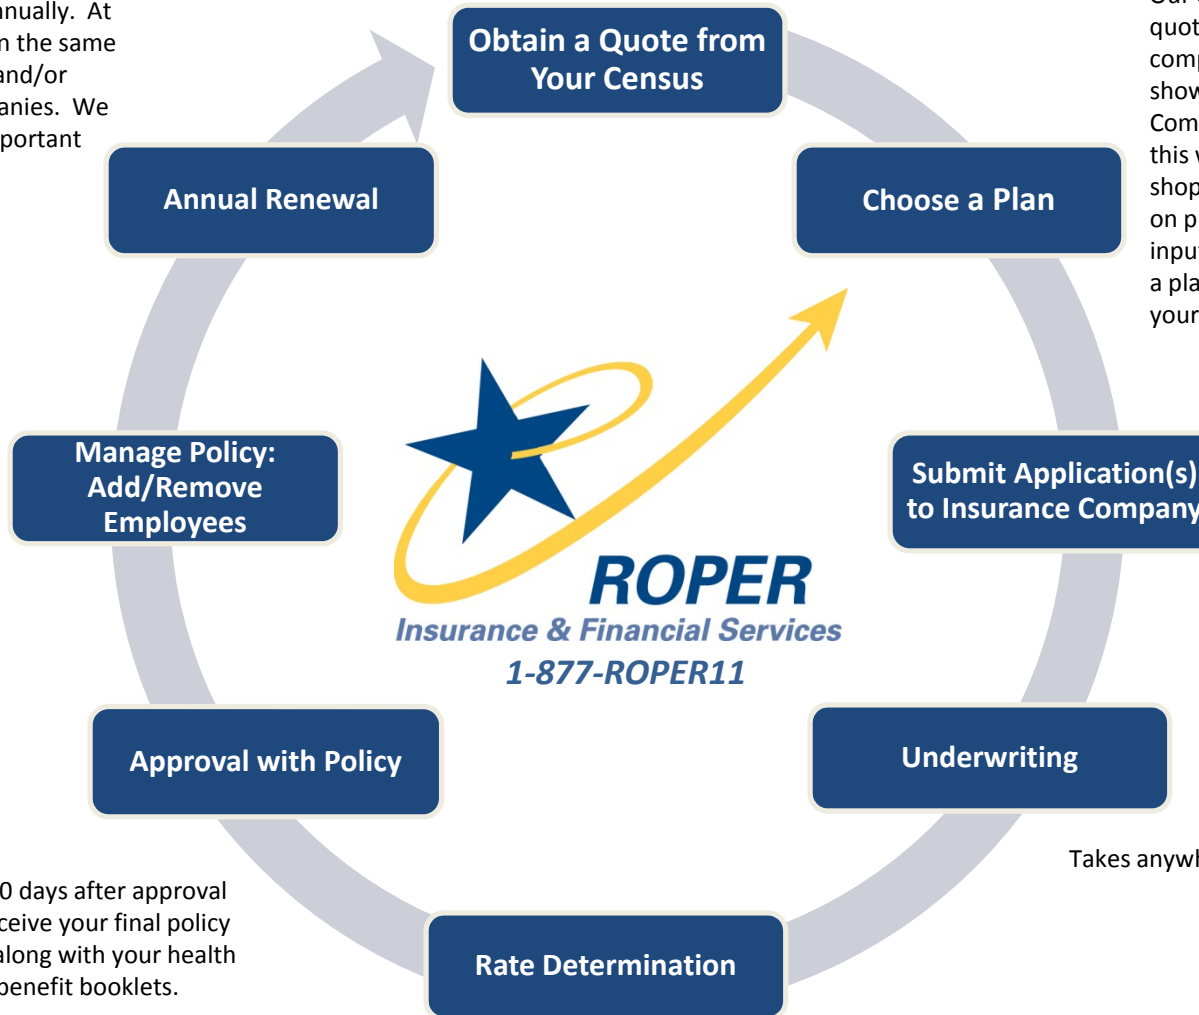 nnually. At
n the same
and/or
anies. We
portant
Obtain a Quote from
Your Census
quot
comp
show
Com
this w
shop
on p
input
a pla
your
Annual Renewal
Choose a Plan
Manage Policy:
Add/Remove
Employees
Submit Application(s)
to Insurance Company
ROPER
Insurance & Financial Services
1-877-ROPER11
Approval with Policy
Underwriting
Takes anywh
0 days after approval
ceive your final policy
along with your health
benefit booklets.
Rate Determination